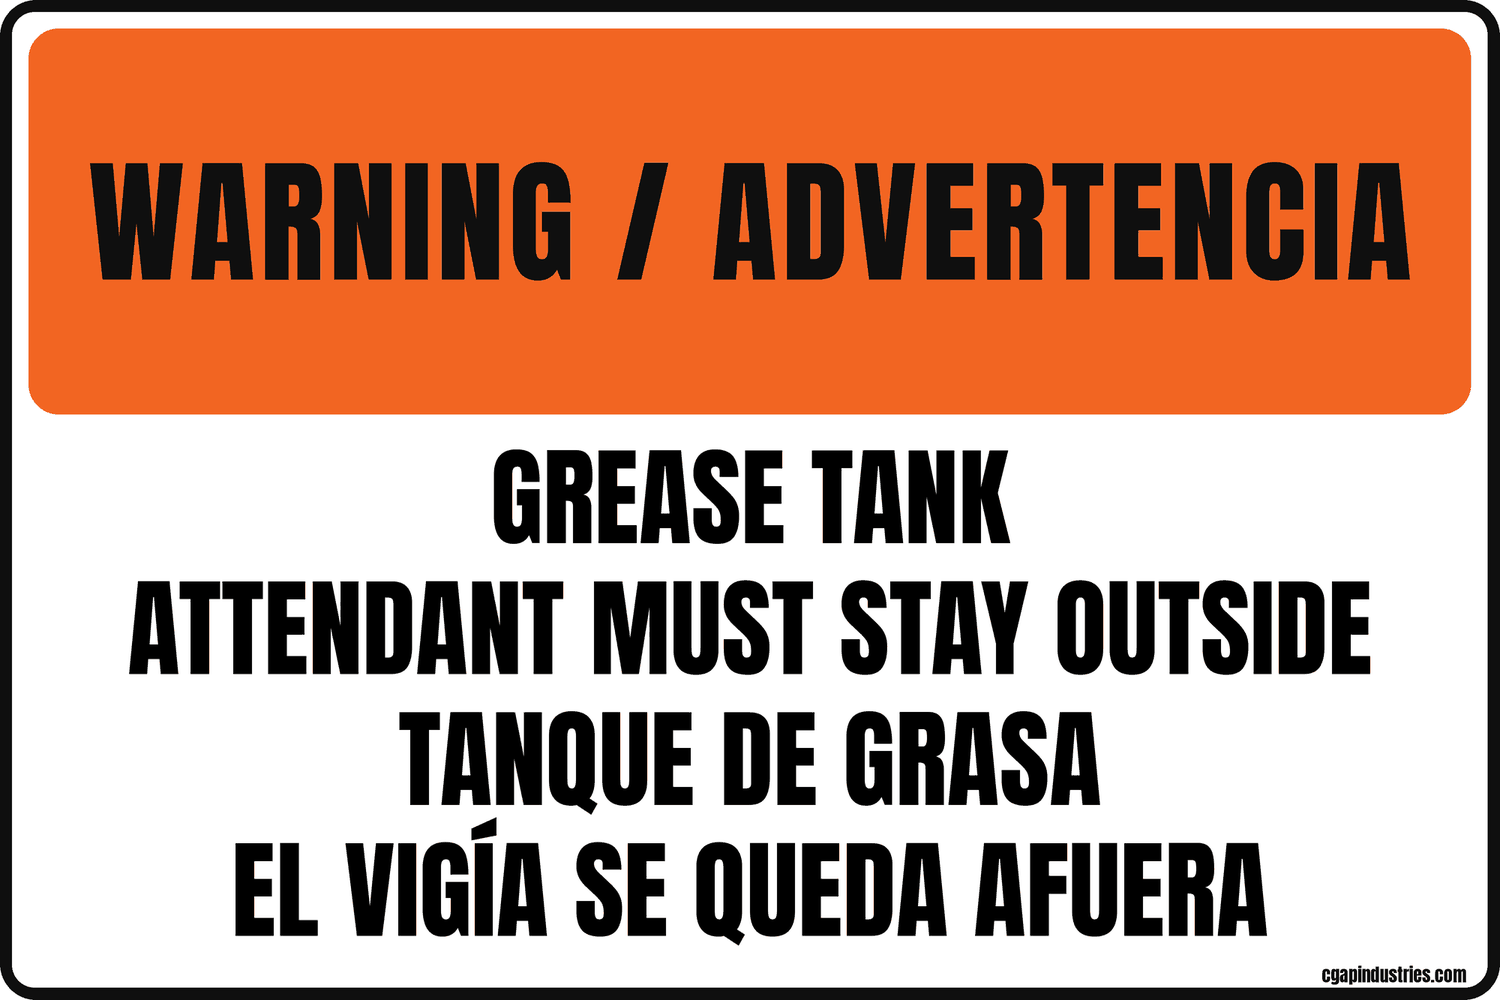 WARNING / ADVERTENCIA
GREASE TANK
ATTENDANT MUST STAY OUTSIDE
TANQUE DE GRASA
EL VIGÍA SE QUEDA AFUERA
cgapindustries.com